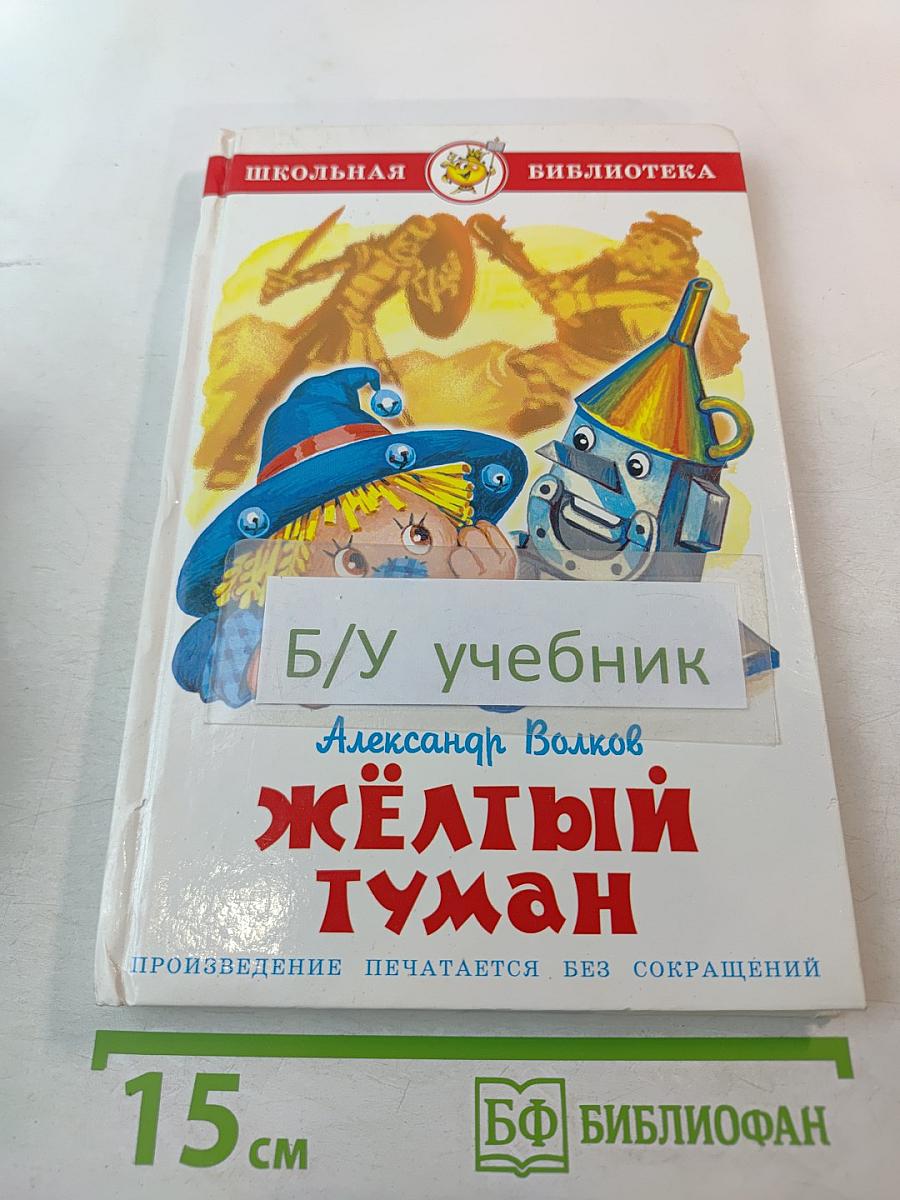 ШКОЛЬНАЯ БИБЛИОТЕКА
Б/У учебник
Александр Волков
ЖЁЛТЫЙ
ТУМАН
ПРОИЗВЕДЕНИЕ ПЕЧАТАЕТСЯ БЕЗ СОКРАЩЕНИЙ
15 см
БФ БИБЛИОФАН